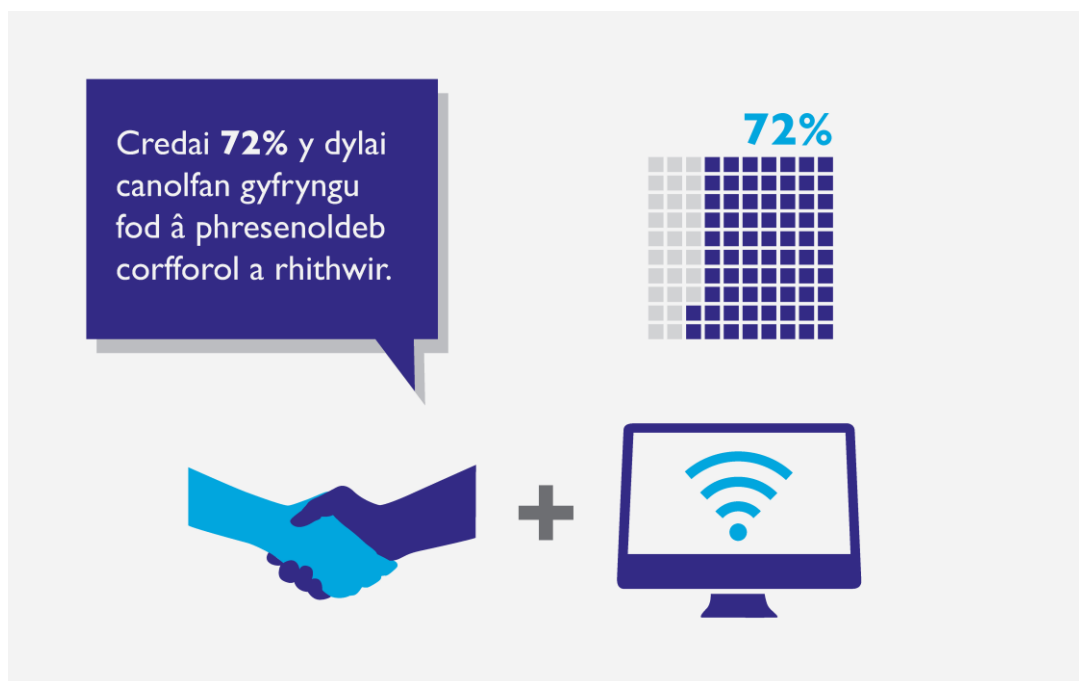 Credai 72% y dylai
canolfan gyfryngu
fod â phresenoldeb
corfforol a rhithwir.
72%